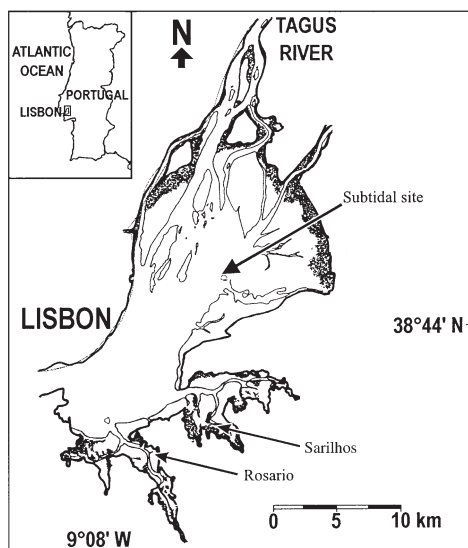 TAGUS
RIVER
N
ATLANTIC
OCEAN
PORTUGAL
LISBON
Subtidal site
LISBON
38°44' N
Sarilhos
Rosario
0 5 10 km
9°08' W